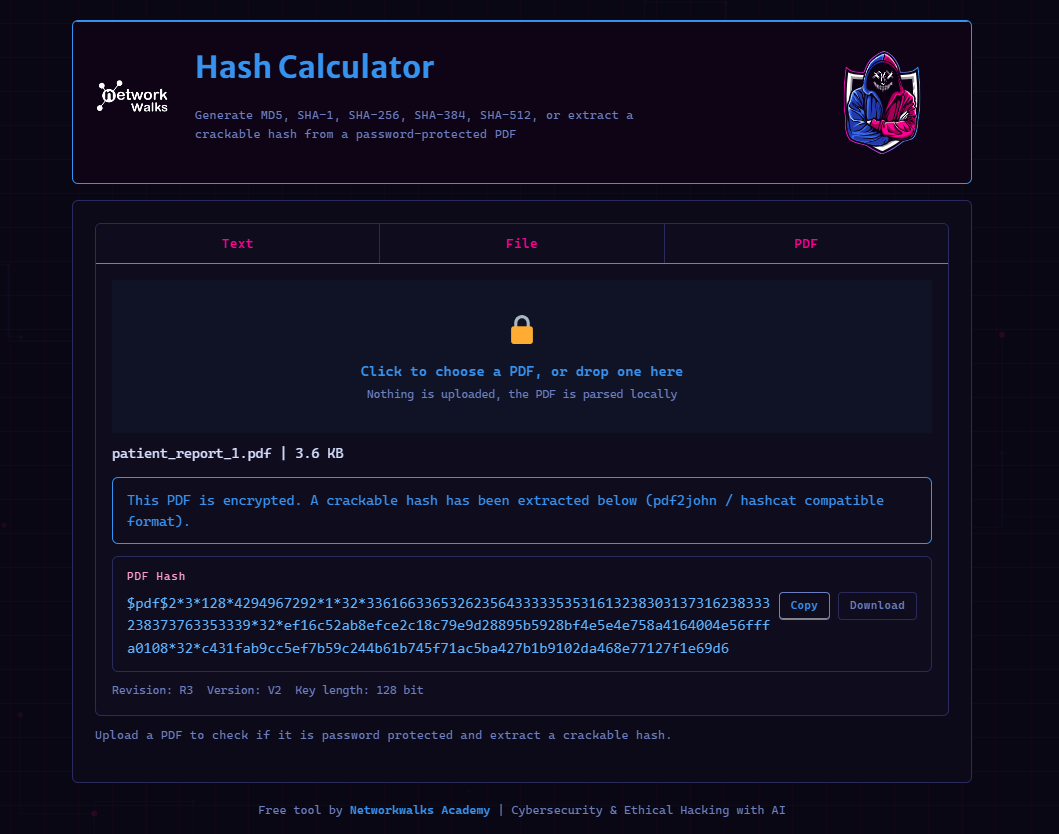 network
Walks
Hash Calculator
Generate MD5, SHA-1, SHA-256, SHA-384, SHA-512, or extract a
crackable hash from a password-protected PDF
Text
File
PDF
Click to choose a PDF, or drop one here
Nothing is uploaded, the PDF is parsed locally
patient_report_1.pdf | 3.6 KB
This PDF is encrypted. A crackable hash has been extracted below (pdf2john / hashcat compatible
format).
PDF Hash
$pdf$2*3*128*4294967292*1*32*3361663365326235643333353531613238303137316238333
238373763353339*32*ef16c52ab8efce2c18c79e9d28895b5928bf4e5e4e758a4164004e56fff
a0108*32*c431fab9cc5ef7b59c244b61b745f71ac5ba427b1b9102da468e77127f1e69d6
Copy
Download
Revision: R3 Version: V2 Key length: 128 bit
Upload a PDF to check if it is password protected and extract a crackable hash.
Free tool by Networkwalks Academy | Cybersecurity & Ethical Hacking with AI